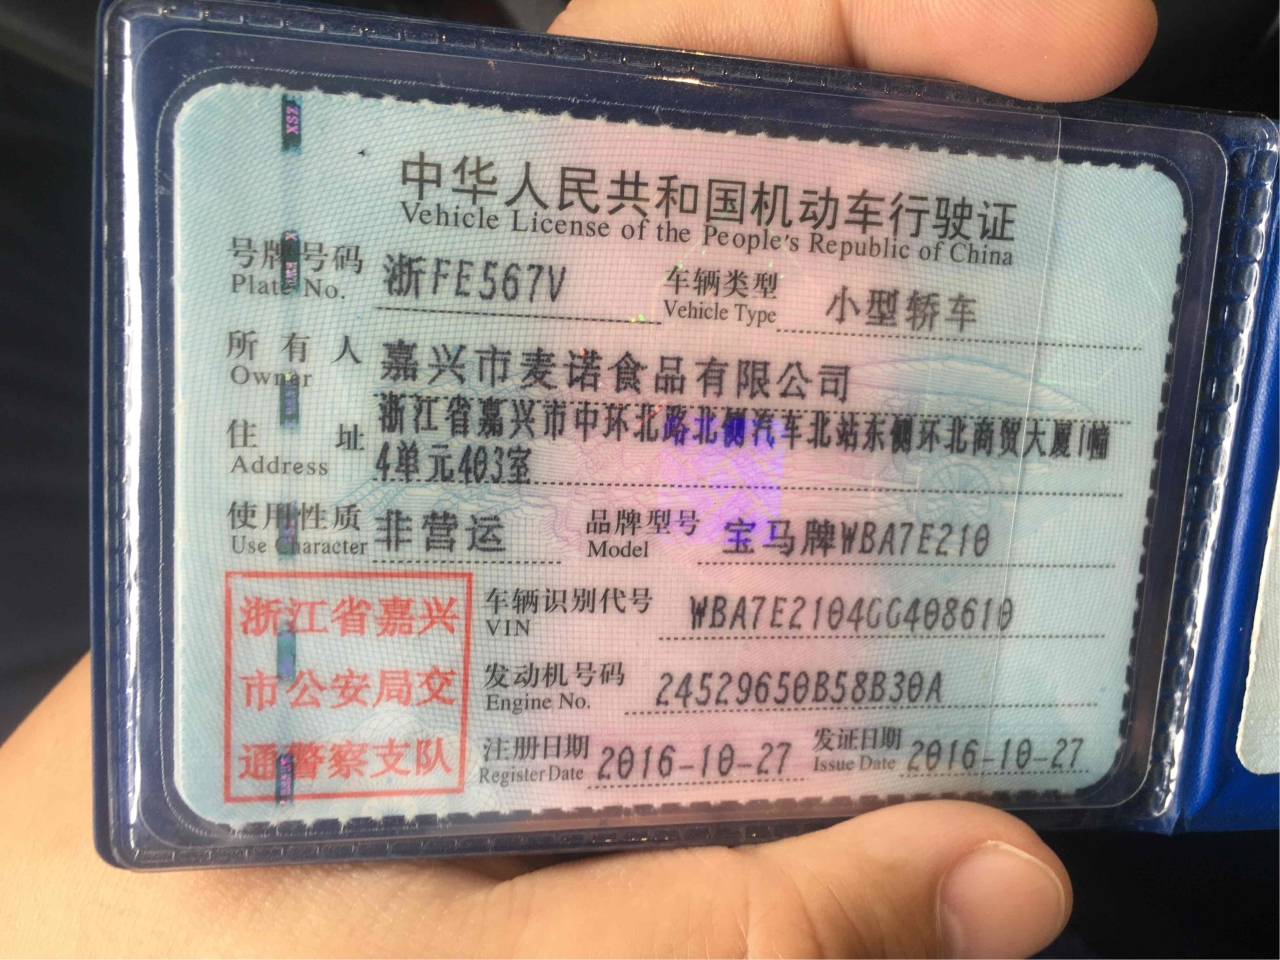 中华人民共和国机动车行驶证
Vehicle License of the People's Republic of China
号牌号码 浙FE567V 车辆类型 小型轿车
Plate No. Vehicle Type
所有人 嘉兴市麦诺食品有限公司
Owner
住址 浙江省嘉兴市中环北路北侧汽车北站东侧环北商贸大厦1幢
Address 4单元403室
使用性质 非营运 品牌型号 宝马牌WBA7E210
Use Character Model
浙江省嘉兴
市公安局交
通警察支队
车辆识别代号 WBA7E2104GG408610
VIN
发动机号码 24529650B58B30A
Engine No.
注册日期 2016-10-27 发证日期 2016-10-27
Register Date Issue Date